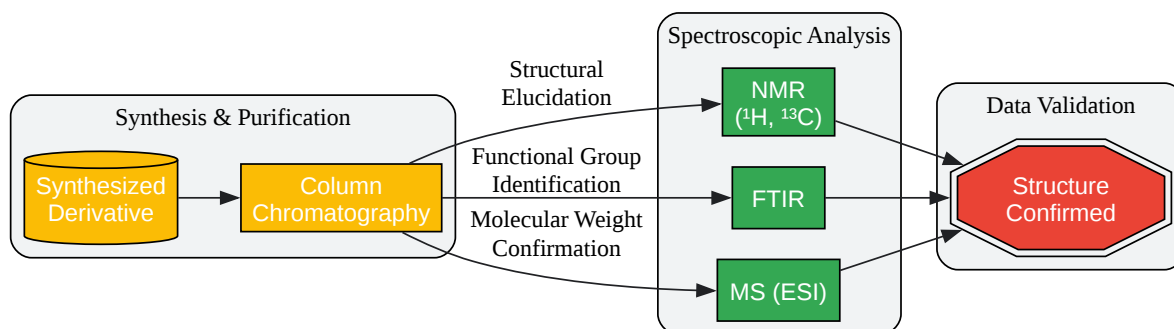 Synthesis & Purification
Synthesized
Derivative
Column
Chromatography
Structural
Elucidation
Functional Group
Identification
Molecular Weight
Confirmation
Spectroscopic Analysis
NMR
(¹H, ¹³C)
FTIR
MS (ESI)
Data Validation
Structure
Confirmed